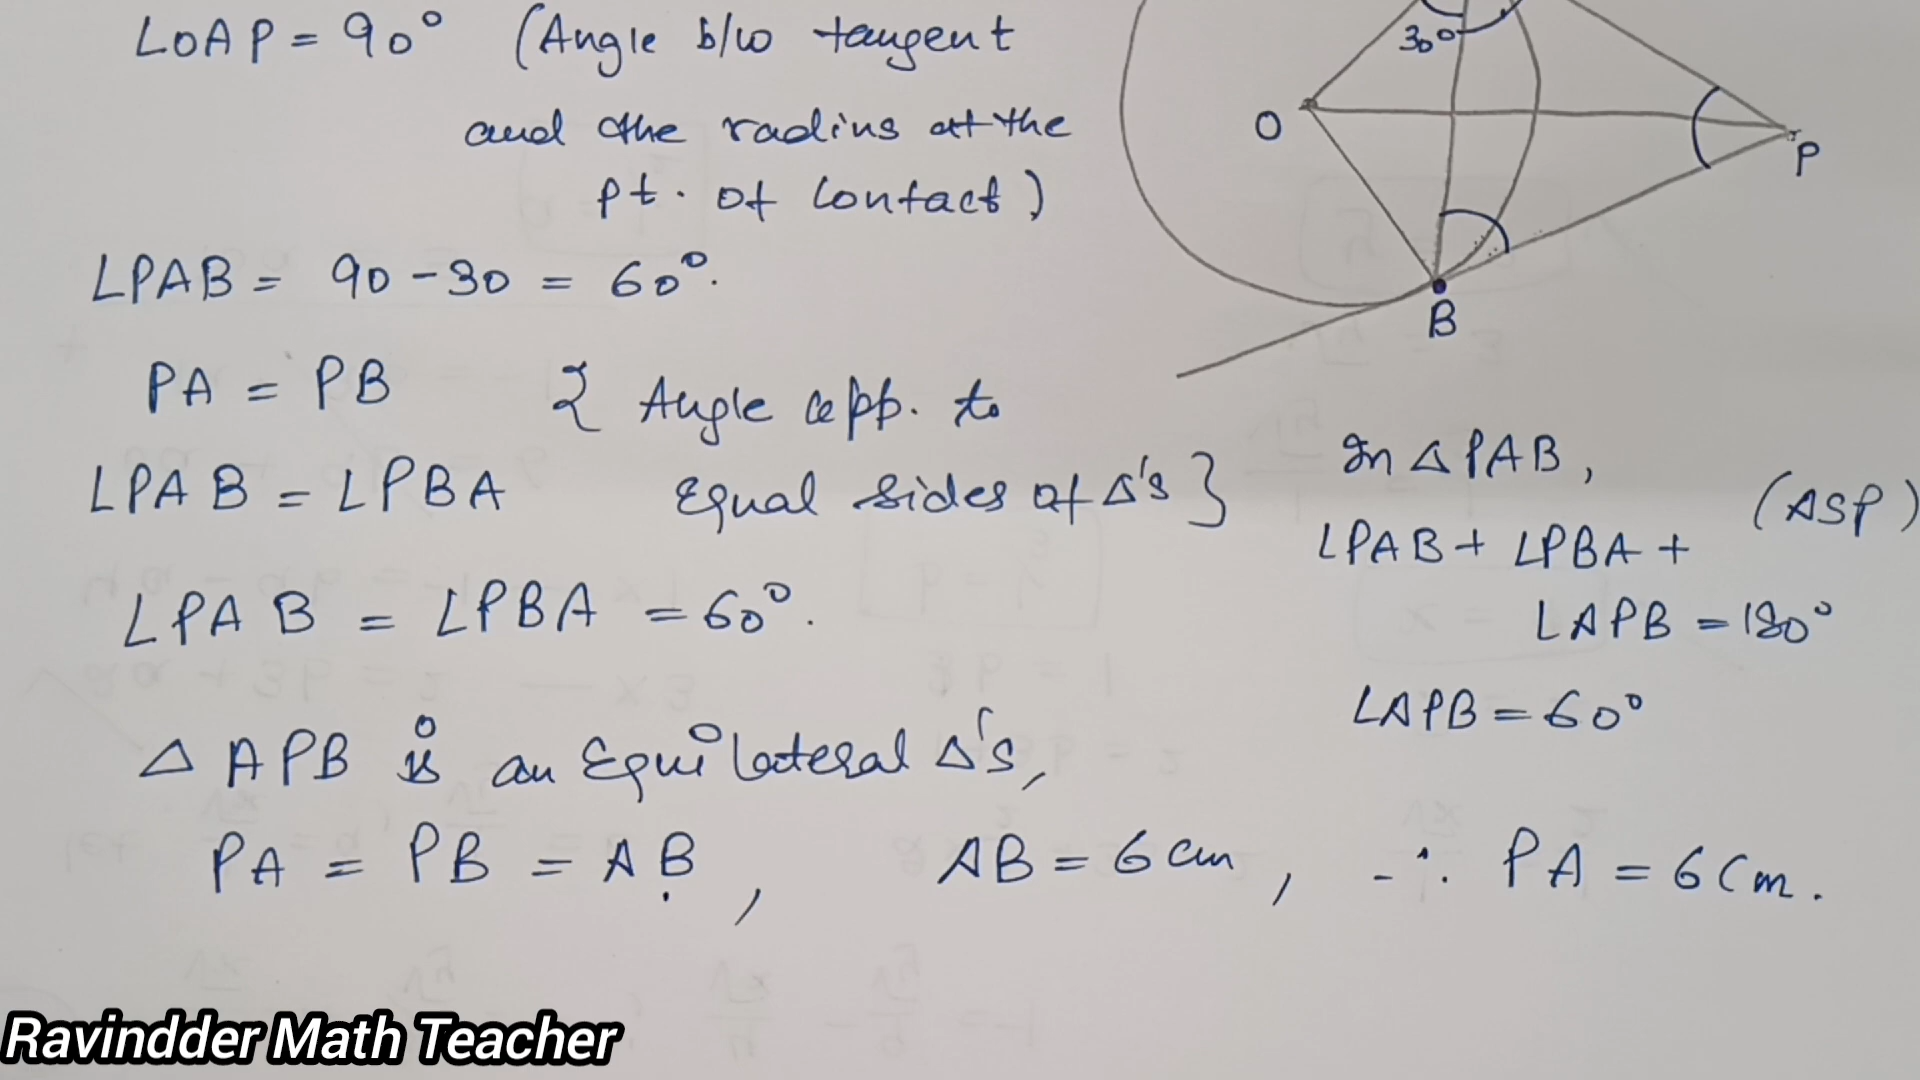 LOAP = 90° (Angle b/w tangent
and the radius at the
pt. of Contact)
LPAB = 90 - 30 = 60°.
PA = PB { Angle opp. to
LPAB = LPBA Equal sides of Δ's }
LPAB = LPBA = 60°.
Δ APB is an Equilateral Δ's,
PA = PB = AB, AB = 6 cm, ∴ PA = 6 Cm.
30°
O
P
B
In Δ PAB,
(ASP)
LPAB + LPBA +
LAPB = 180°
LAPB = 60°
Ravindder Math Teacher